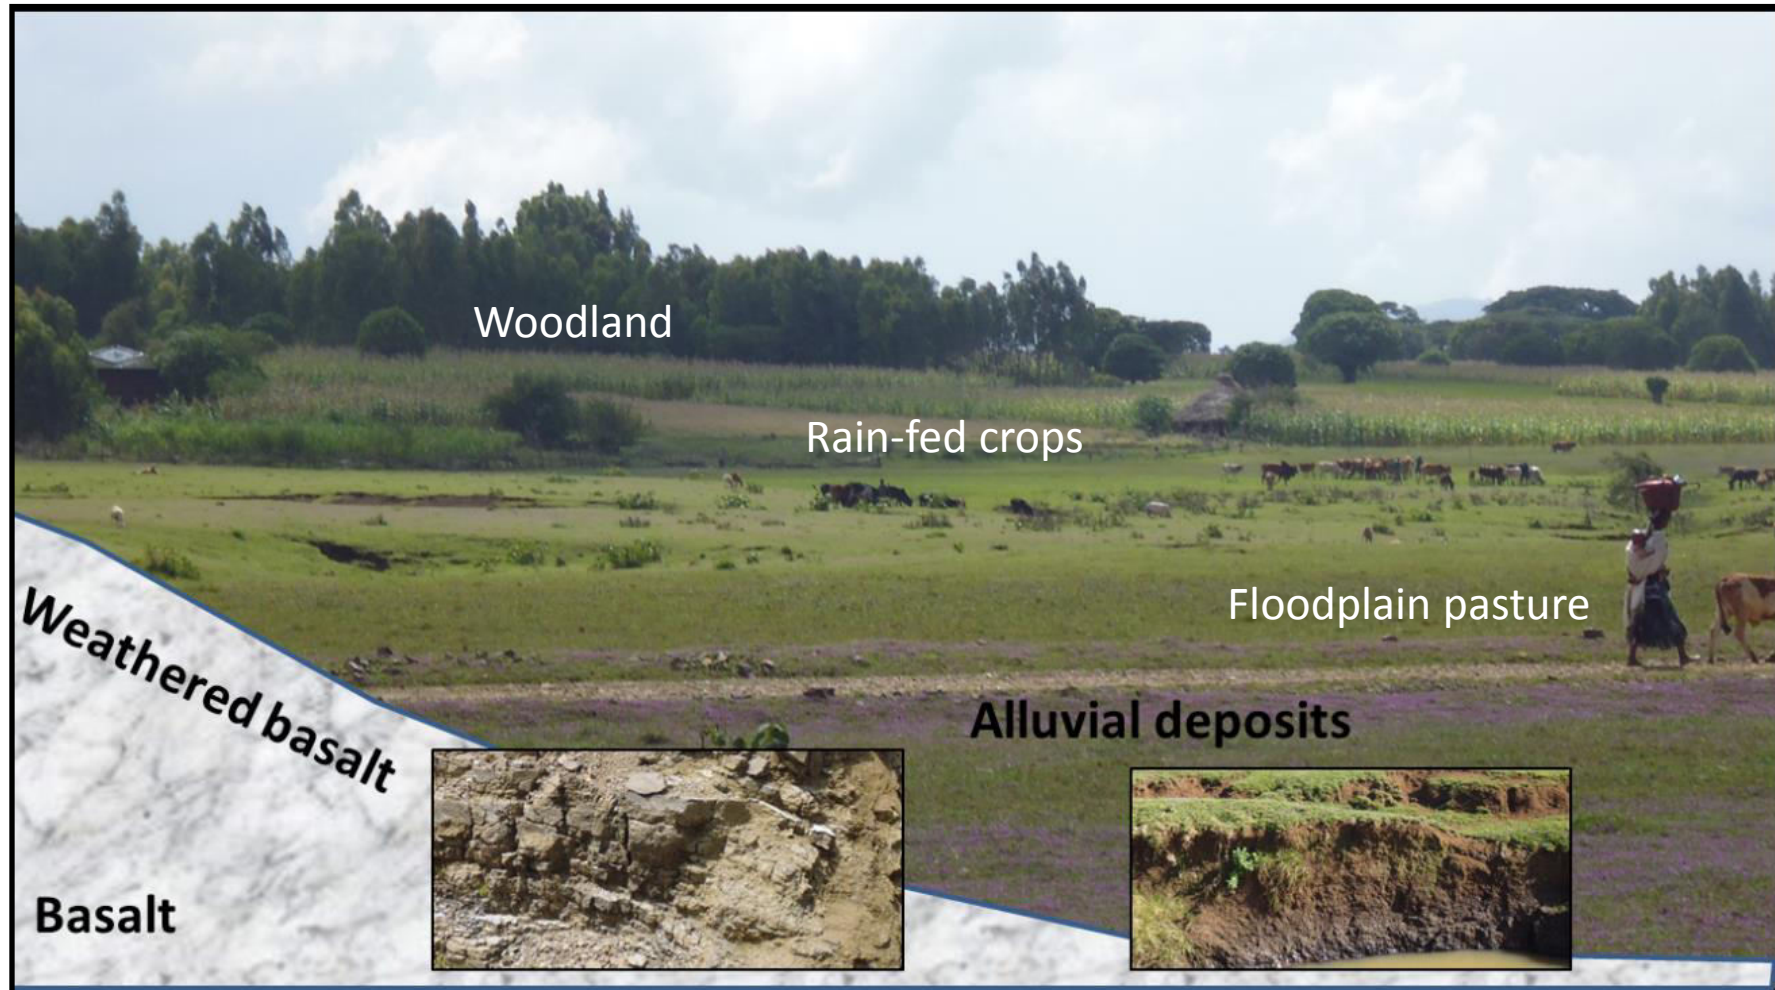 Woodland
Rain-fed crops
Floodplain pasture
Weathered basalt
Alluvial deposits
Basalt